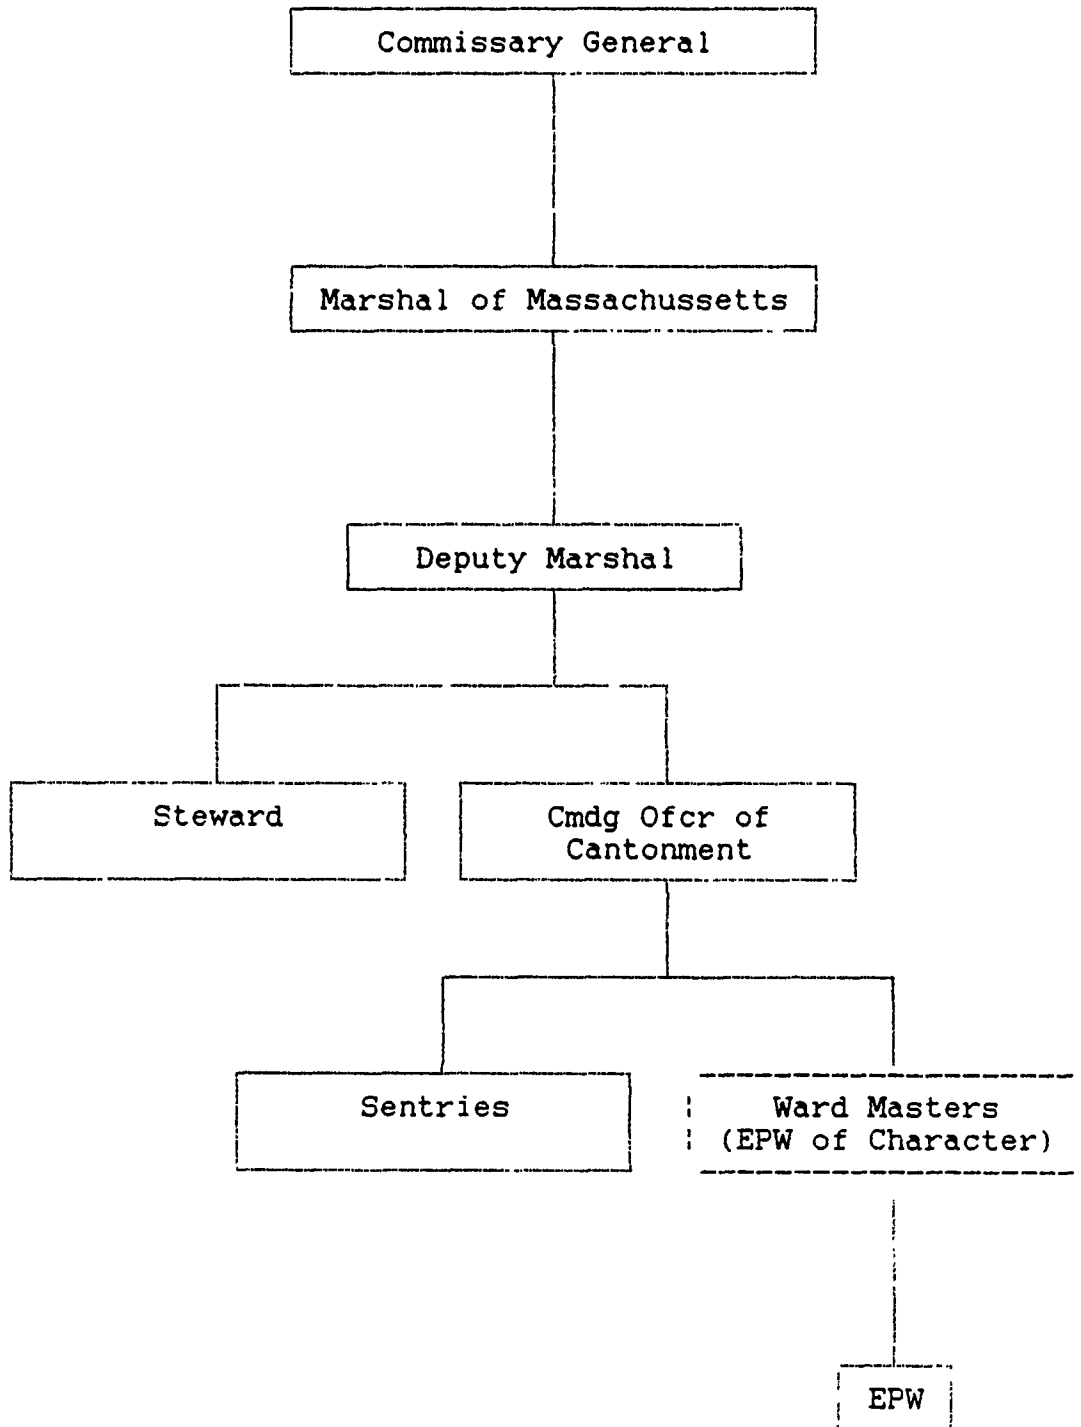 Commissary General
Marshal of Massachussetts
Deputy Marshal
Steward
Cmdg Ofcr of
Cantonment
Sentries
Ward Masters
(EPW of Character)
EPW